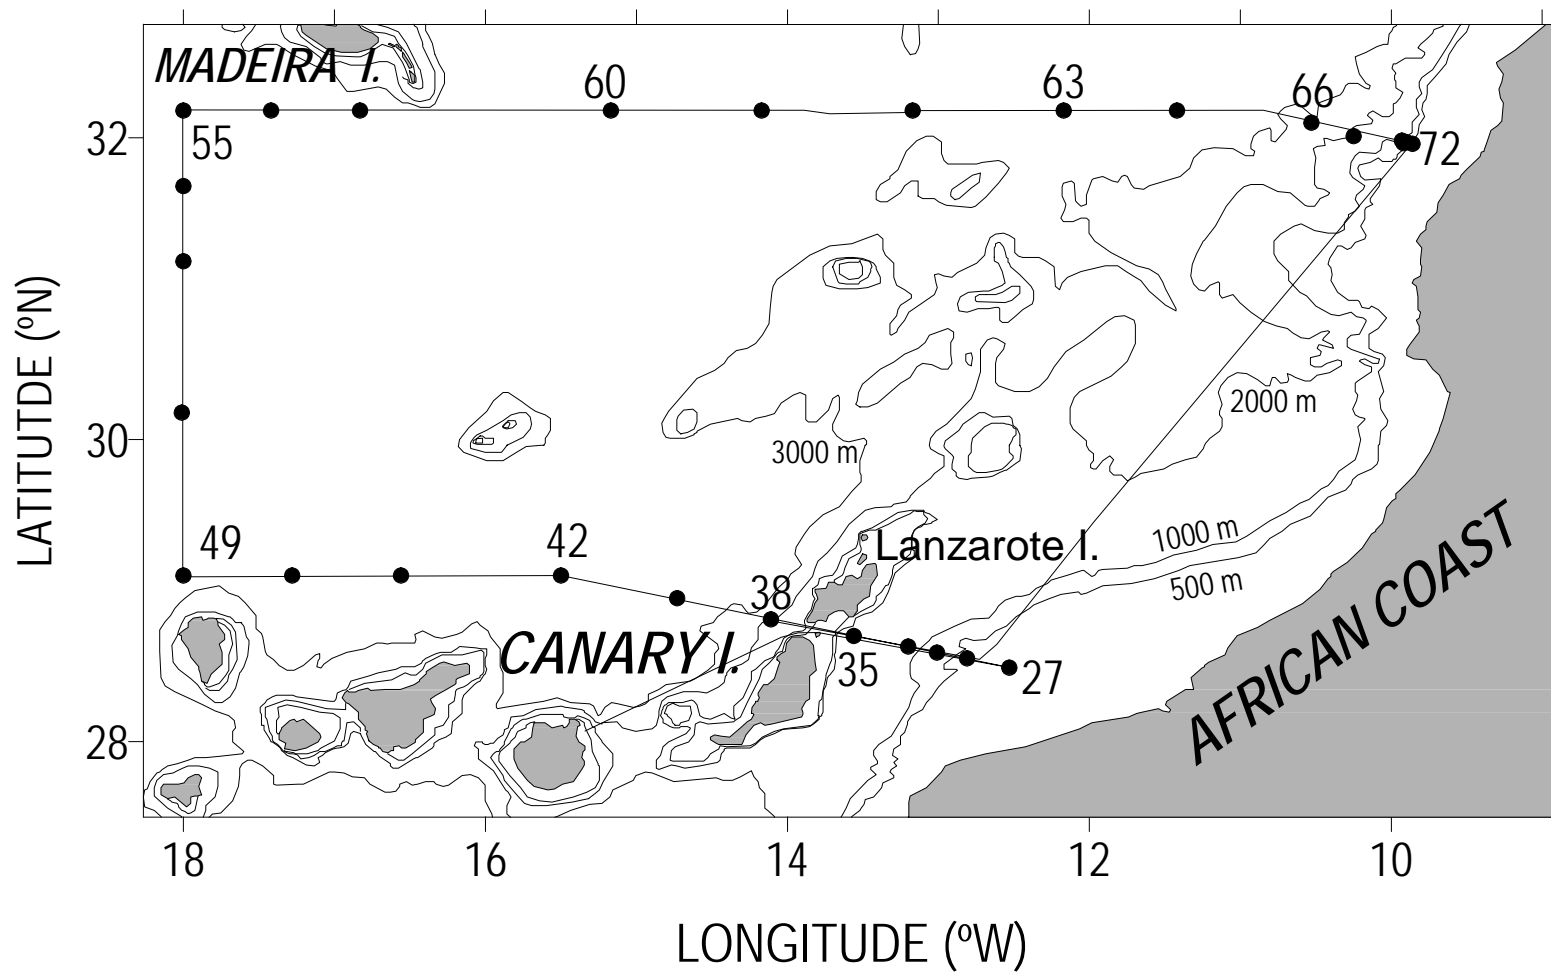 MADEIRA I.
60
63
66
55
72
32
LATITUTDE (ºN)
2000 m
3000 m
30
1000 m
500 m
49
42
Lanzarote I.
38
CANARY I.
35
27
AFRICAN COAST
28
18
16
14
12
10
LONGITUDE (ºW)